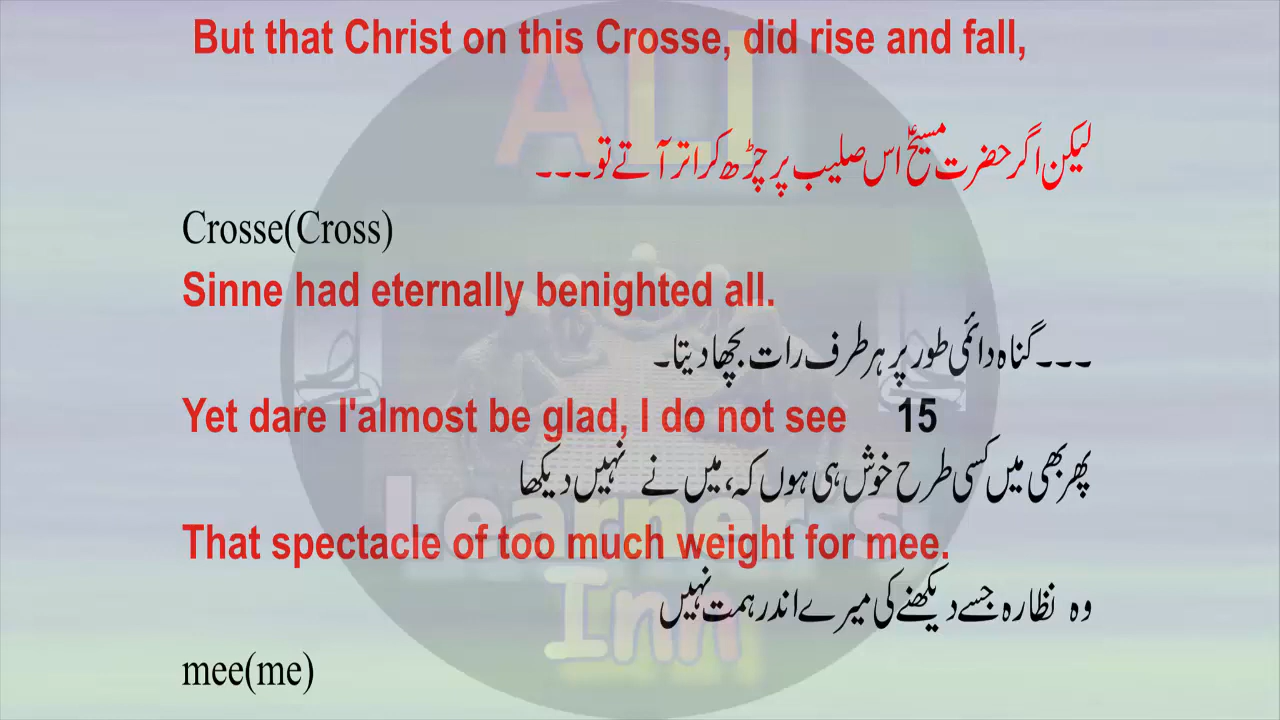 But that Christ on this Crosse, did rise and fall,
لیکن اگر حضرت مسیحؑ اس صلیب پر چڑھ کر اتر آتے تو۔۔۔
Crosse(Cross)
Sinne had eternally benighted all.
۔۔۔گناہ دائمی طور پر ہر طرف رات بچھا دیتا۔
Yet dare I'almost be glad, I do not see 15
پھر بھی میں کسی طرح خوش ہی ہوں کہ، میں نے نہیں دیکھا
That spectacle of too much weight for mee.
وہ نظارہ جسے دیکھنے کی میرے اندر ہمت نہیں
mee(me)
ALI
Learner's
Inn